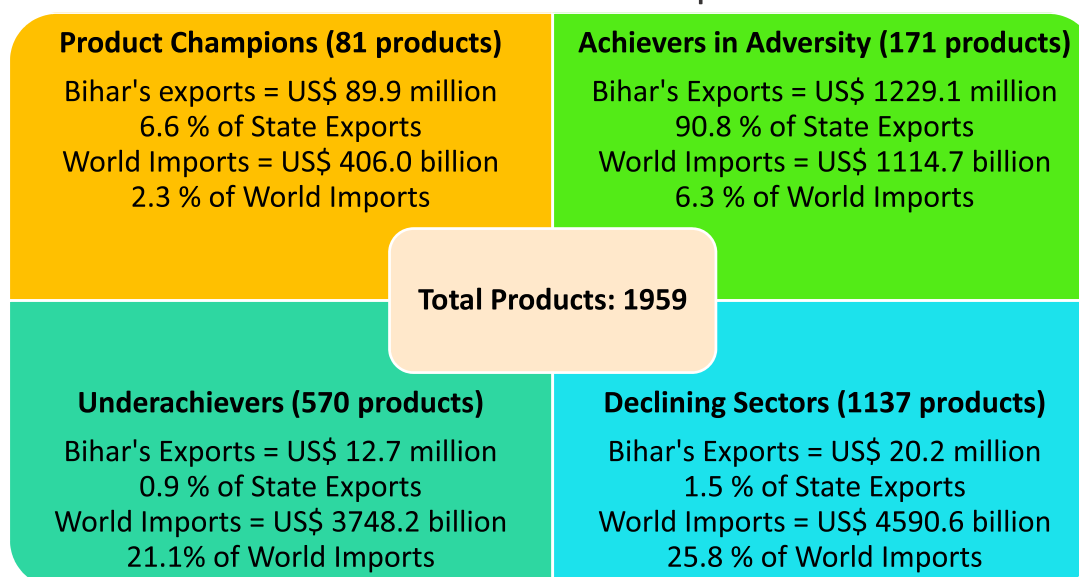 Product Champions (81 products)
Bihar's exports = US$ 89.9 million
6.6 % of State Exports
World Imports = US$ 406.0 billion
2.3 % of World Imports
Achievers in Adversity (171 products)
Bihar's Exports = US$ 1229.1 million
90.8 % of State Exports
World Imports = US$ 1114.7 billion
6.3 % of World Imports
Total Products: 1959
Underachievers (570 products)
Bihar's Exports = US$ 12.7 million
0.9 % of State Exports
World Imports = US$ 3748.2 billion
21.1% of World Imports
Declining Sectors (1137 products)
Bihar's Exports = US$ 20.2 million
1.5 % of State Exports
World Imports = US$ 4590.6 billion
25.8 % of World Imports